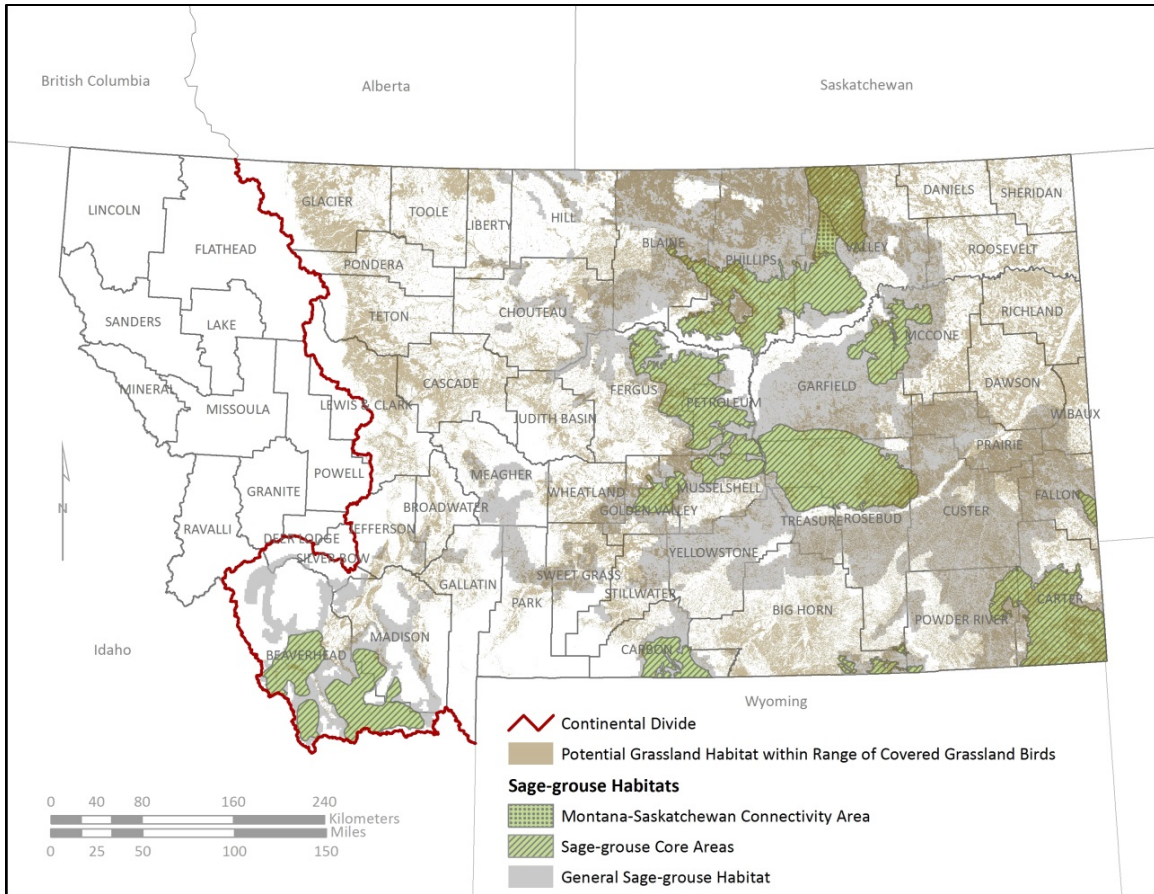 British Columbia
Alberta
Saskatchewan
LINCOLN
FLATHEAD
GLACIER
TOOLE
LIBERTY
HILL
BLAINE
PHILLIPS
VALLEY
DANIELS
SHERIDAN
ROOSEVELT
PONDERA
TETON
CHOUTEAU
SANDERS
LAKE
RICHLAND
MCCONE
MINERAL
MISSOULA
LEWIS & CLARK
CASCADE
JUDITH BASIN
FERGUS
PETROLEUM
GARFIELD
DAWSON
WIBAUX
PRAIRIE
POWELL
GRANITE
RAVALLI
MEAGHER
WHEATLAND
GOLDEN VALLEY
MUSSELSHELL
TREASURE
ROSEBUD
CUSTER
FALLON
N
DEER LODGE
JEFFERSON
BROADWATER
SILVER BOW
GALLATIN
PARK
SWEET GRASS
STILLWATER
YELLOWSTONE
BIG HORN
POWDER RIVER
CARTER
Idaho
BEAVERHEAD
MADISON
CARBON
Wyoming
Continental Divide
Potential Grassland Habitat within Range of Covered Grassland Birds
Sage-grouse Habitats
Montana-Saskatchewan Connectivity Area
Sage-grouse Core Areas
General Sage-grouse Habitat
0 40 80 160 240
Kilometers
Miles
0 25 50 100 150